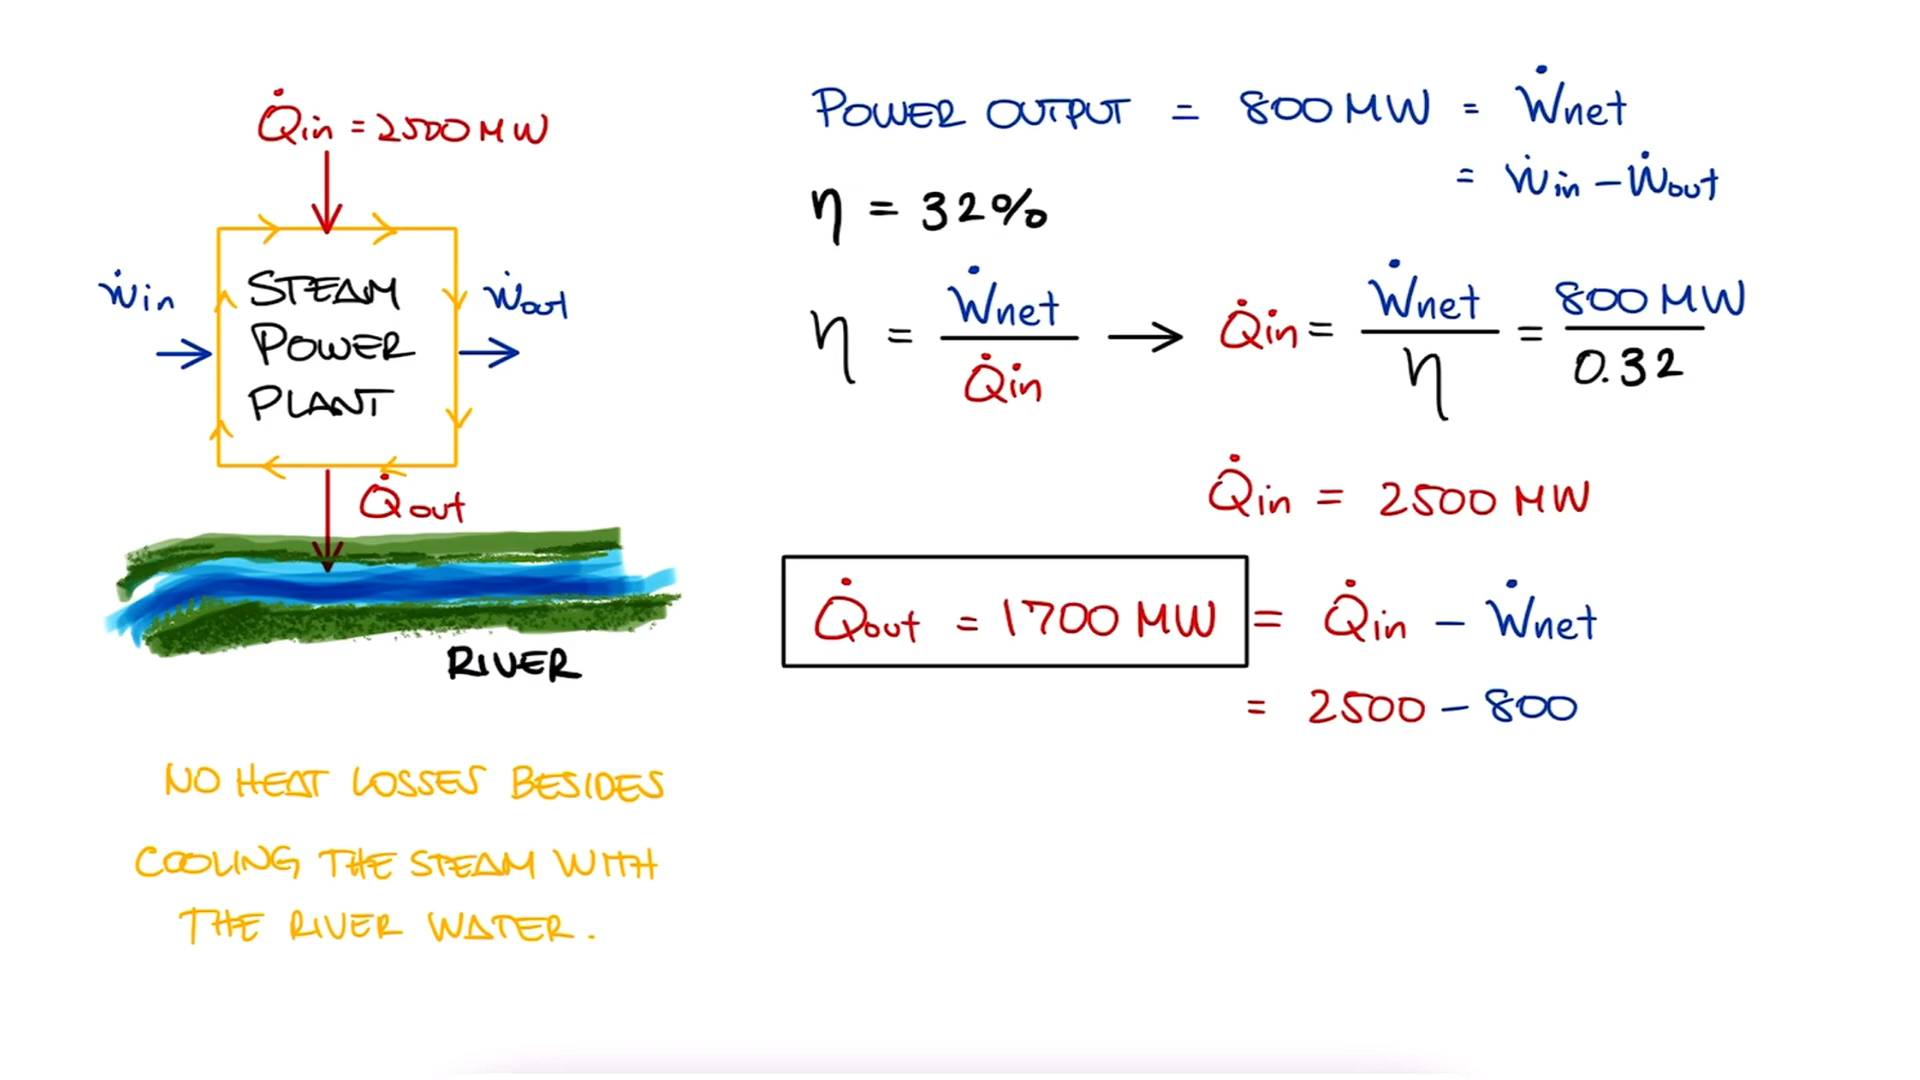 Q̇in = 2500MW
ẇin
STEAM
POWER
PLANT
ẇout
Q̇out
RIVER
NO HEAT LOSSES BESIDES
COOLING THE STEAM WITH
THE RIVER WATER.
POWER OUTPUT = 800 MW = Ẇnet
= Ẇin − Ẇout
η = 32%
η = Ẇnet / Q̇in → Q̇in = Ẇnet / η = 800 MW / 0.32
Q̇in = 2500 MW
Q̇out = 1700 MW = Q̇in − Ẇnet
= 2500 − 800